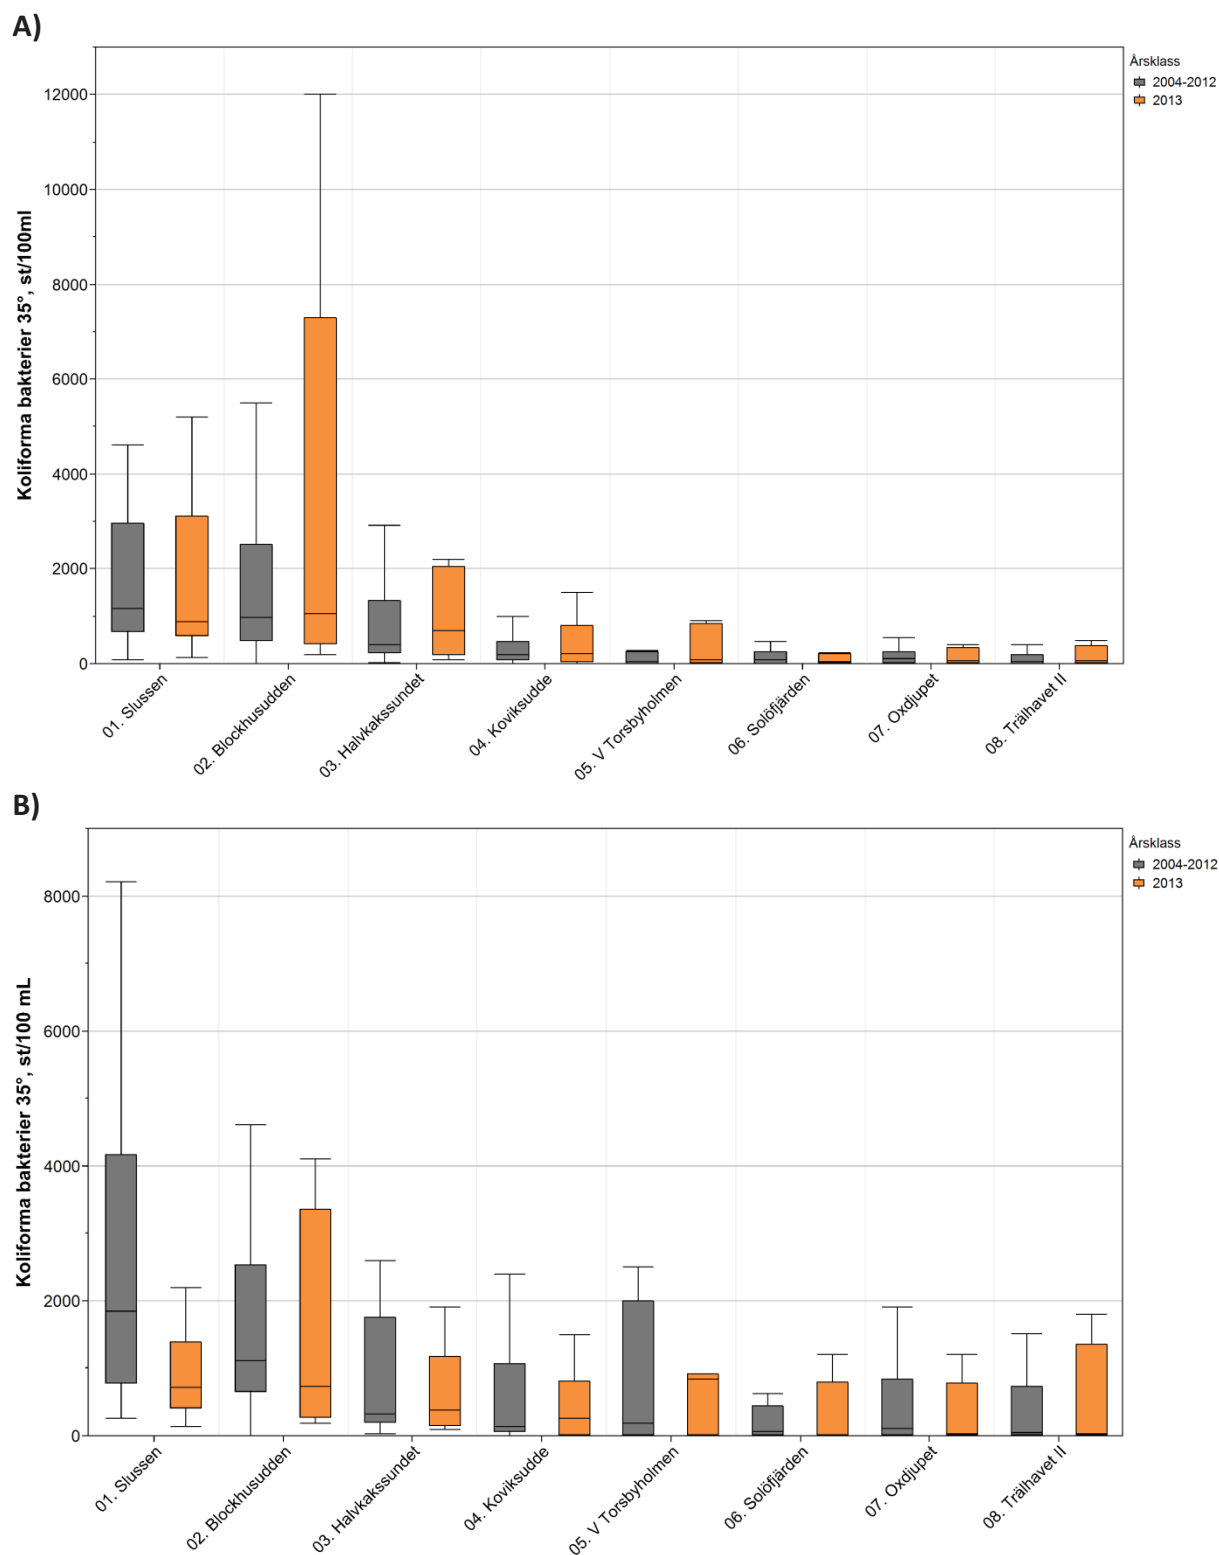 A)
Årsklass
2004-2012
2013
12000
10000
8000
6000
4000
2000
0
Koliforma bakterier 35°, st/100ml
01. Slussen
02. Blockhusudden
03. Halvkakssundet
04. Koviksudde
05. V Torsbyholmen
06. Solöfjärden
07. Oxdjupet
08. Trälhavet II
B)
Årsklass
2004-2012
2013
8000
6000
4000
2000
0
Koliforma bakterier 35°, st/100 mL
01. Slussen
02. Blockhusudden
03. Halvkakssundet
04. Koviksudde
05. V Torsbyholmen
06. Solöfjärden
07. Oxdjupet
08. Trälhavet II